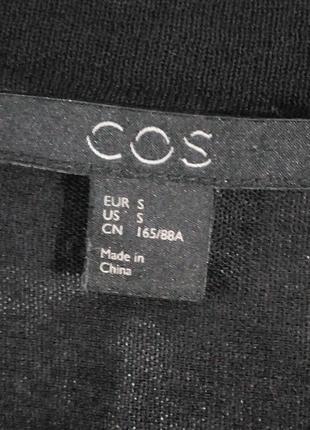 COS
EUR S
US S
CN 165/88A
Made in
China